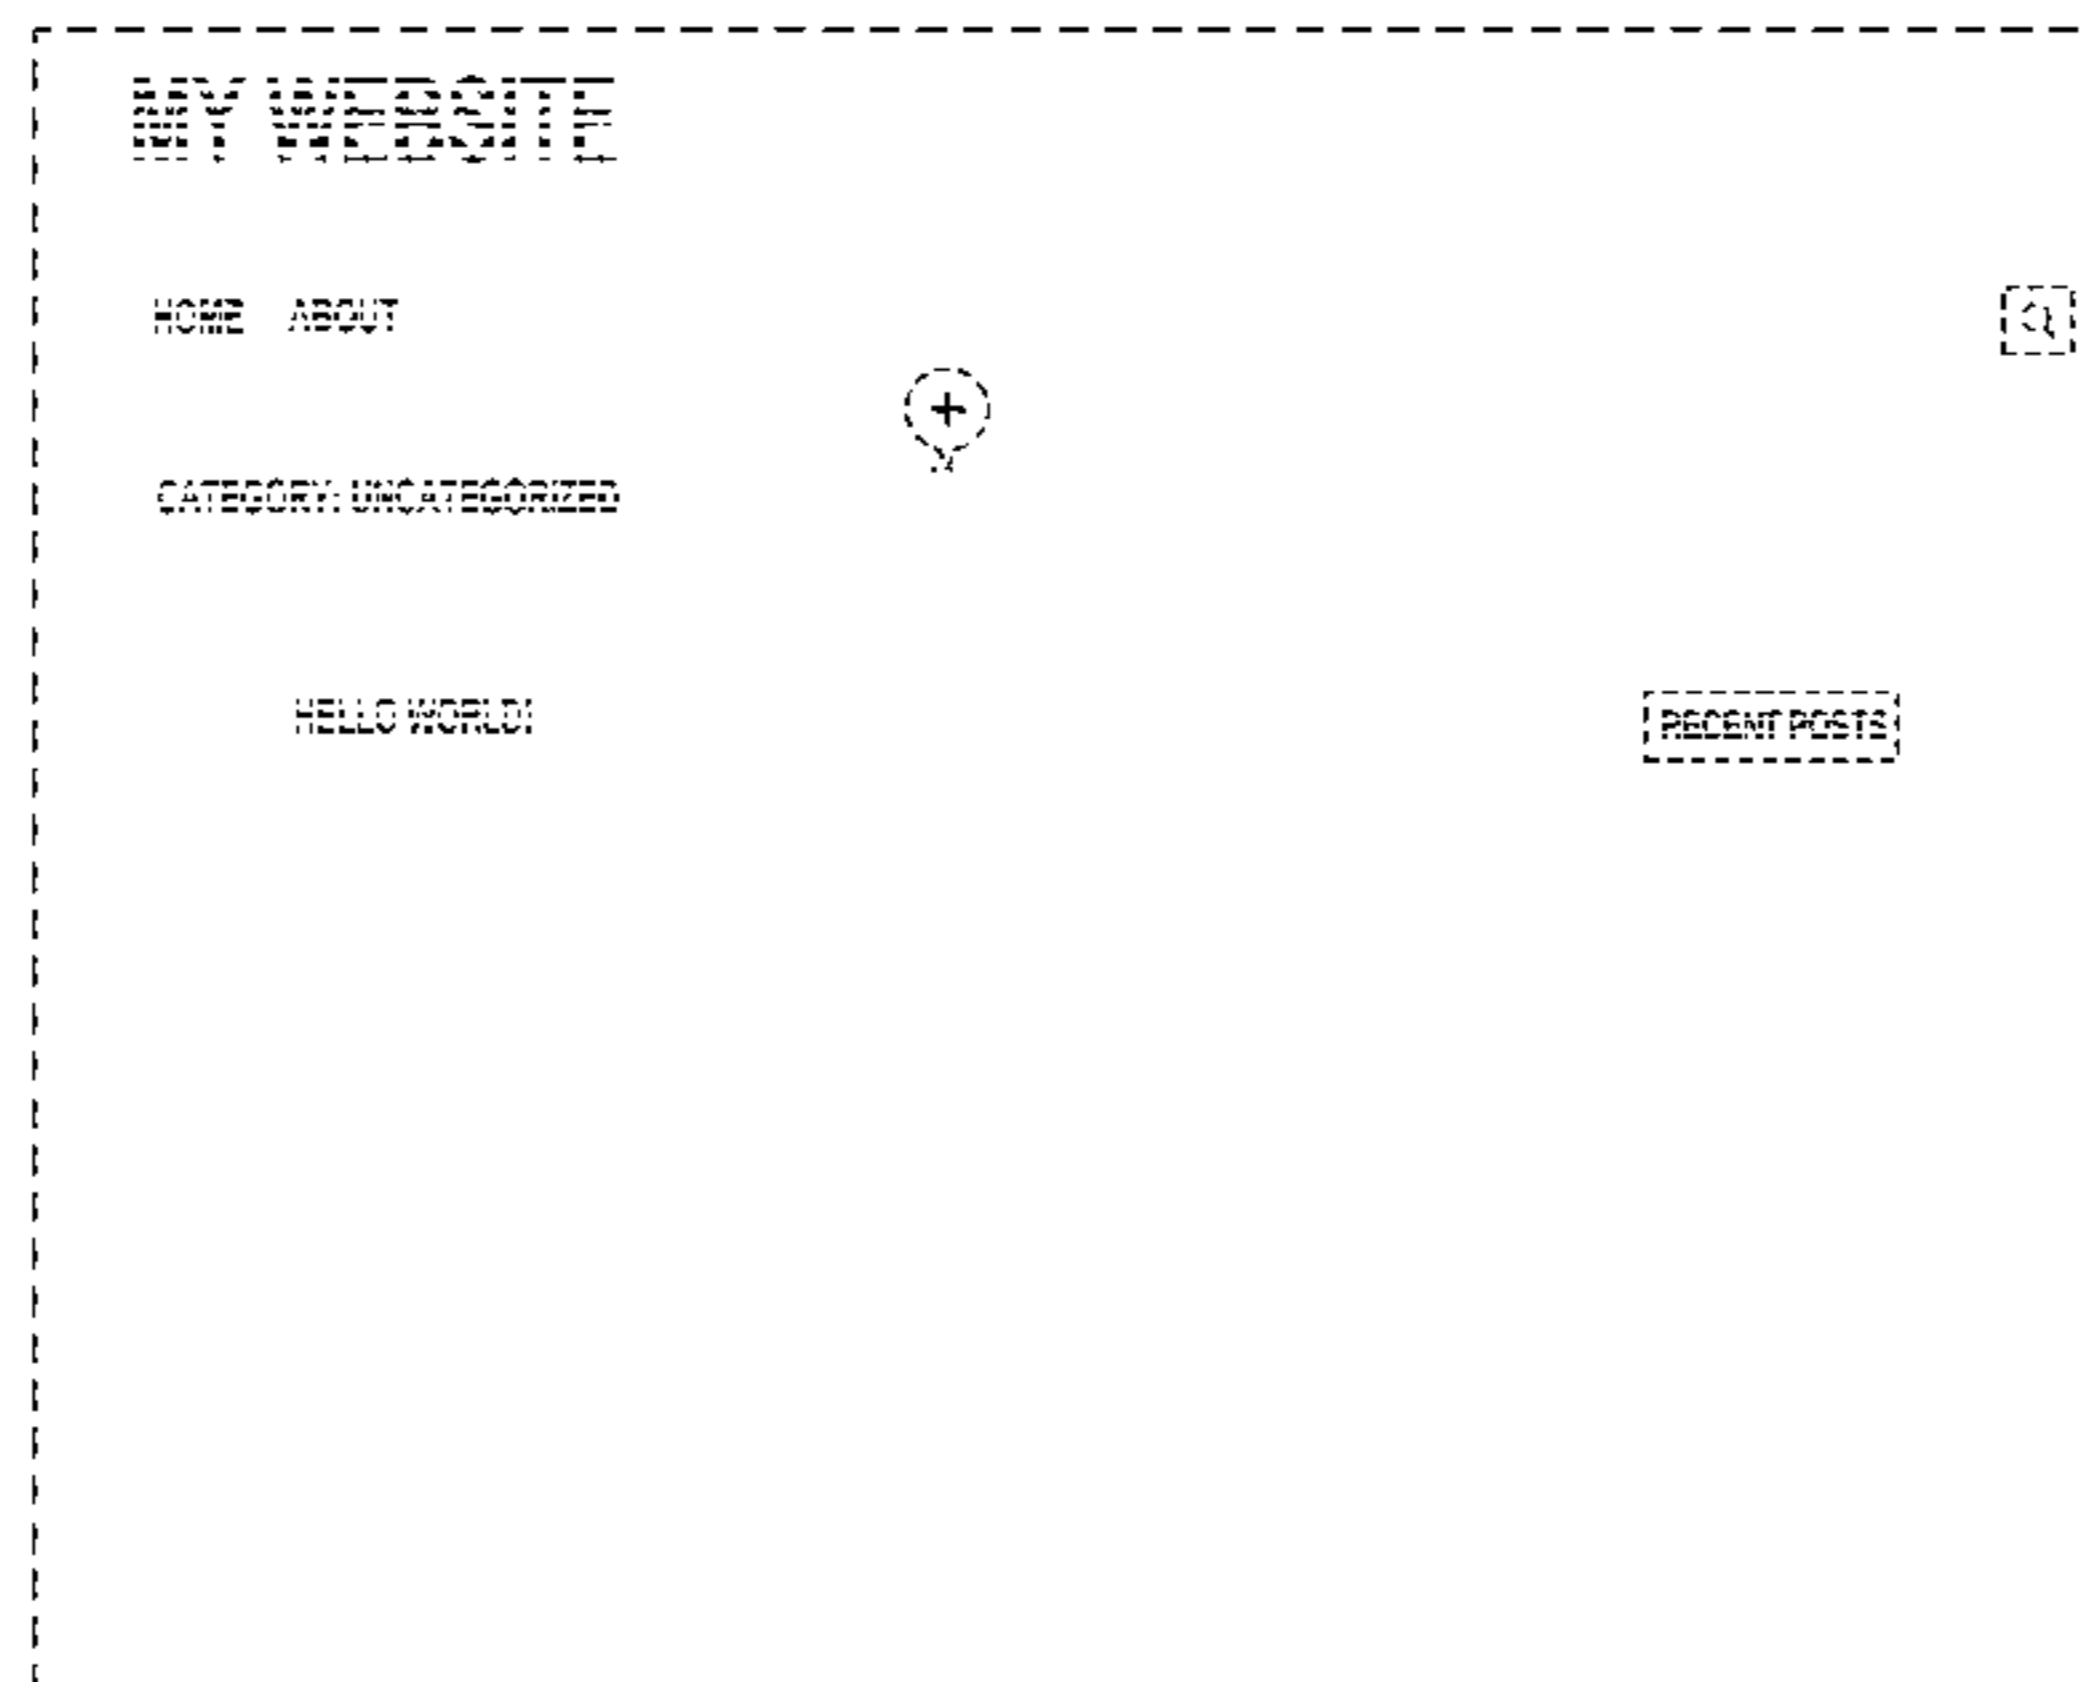 MY WEBSITE
HOME ABOUT
CATEGORY: UNCATEGORIZED
HELLO WORLD!
RECENT POSTS